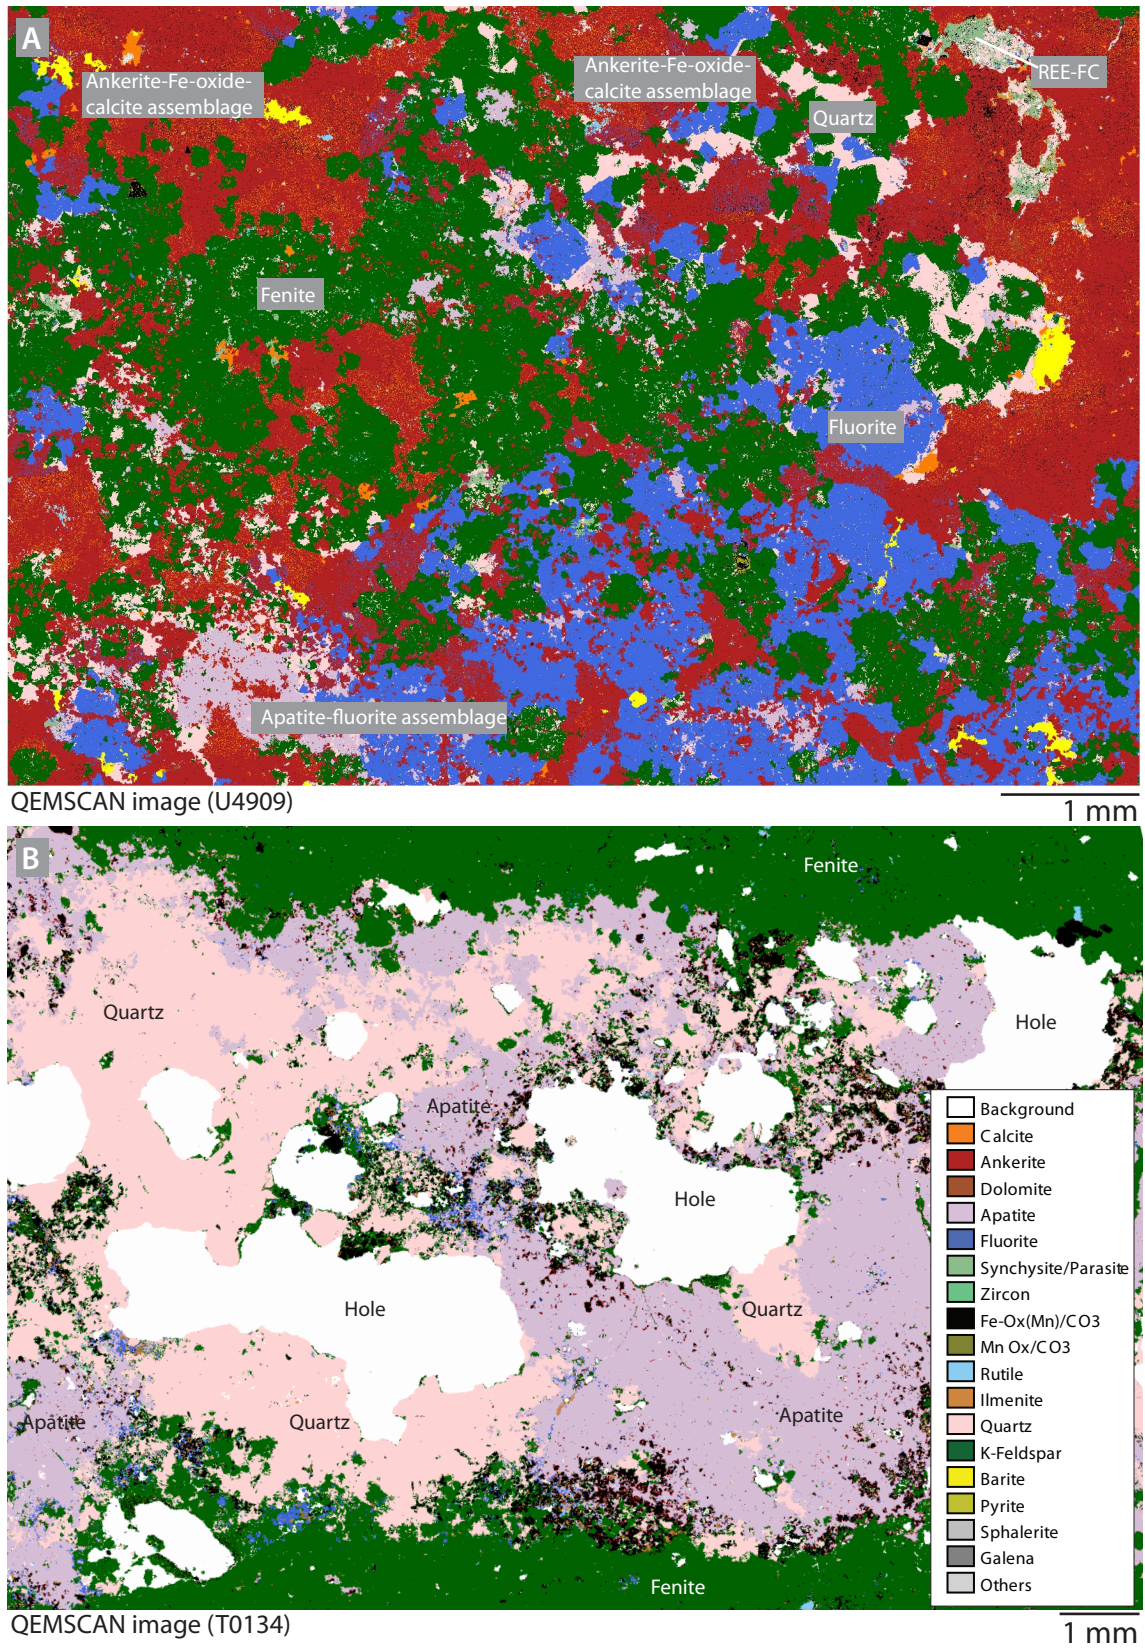 A
Ankerite-Fe-oxide-
calcite assemblage
Ankerite-Fe-oxide-
calcite assemblage
REE-FC
Quartz
Fenite
Fluorite
Apatite-fluorite assemblage
QEMSCAN image (U4909)
1 mm
B
Fenite
Quartz
Hole
Apatite
Hole
Hole
Quartz
Apatite
Quartz
Apatite
Fenite
Background
Calcite
Ankerite
Dolomite
Apatite
Fluorite
Synchysite/Parasite
Zircon
Fe-Ox(Mn)/CO3
Mn Ox/CO3
Rutile
Ilmenite
Quartz
K-Feldspar
Barite
Pyrite
Sphalerite
Galena
Others
QEMSCAN image (T0134)
1 mm